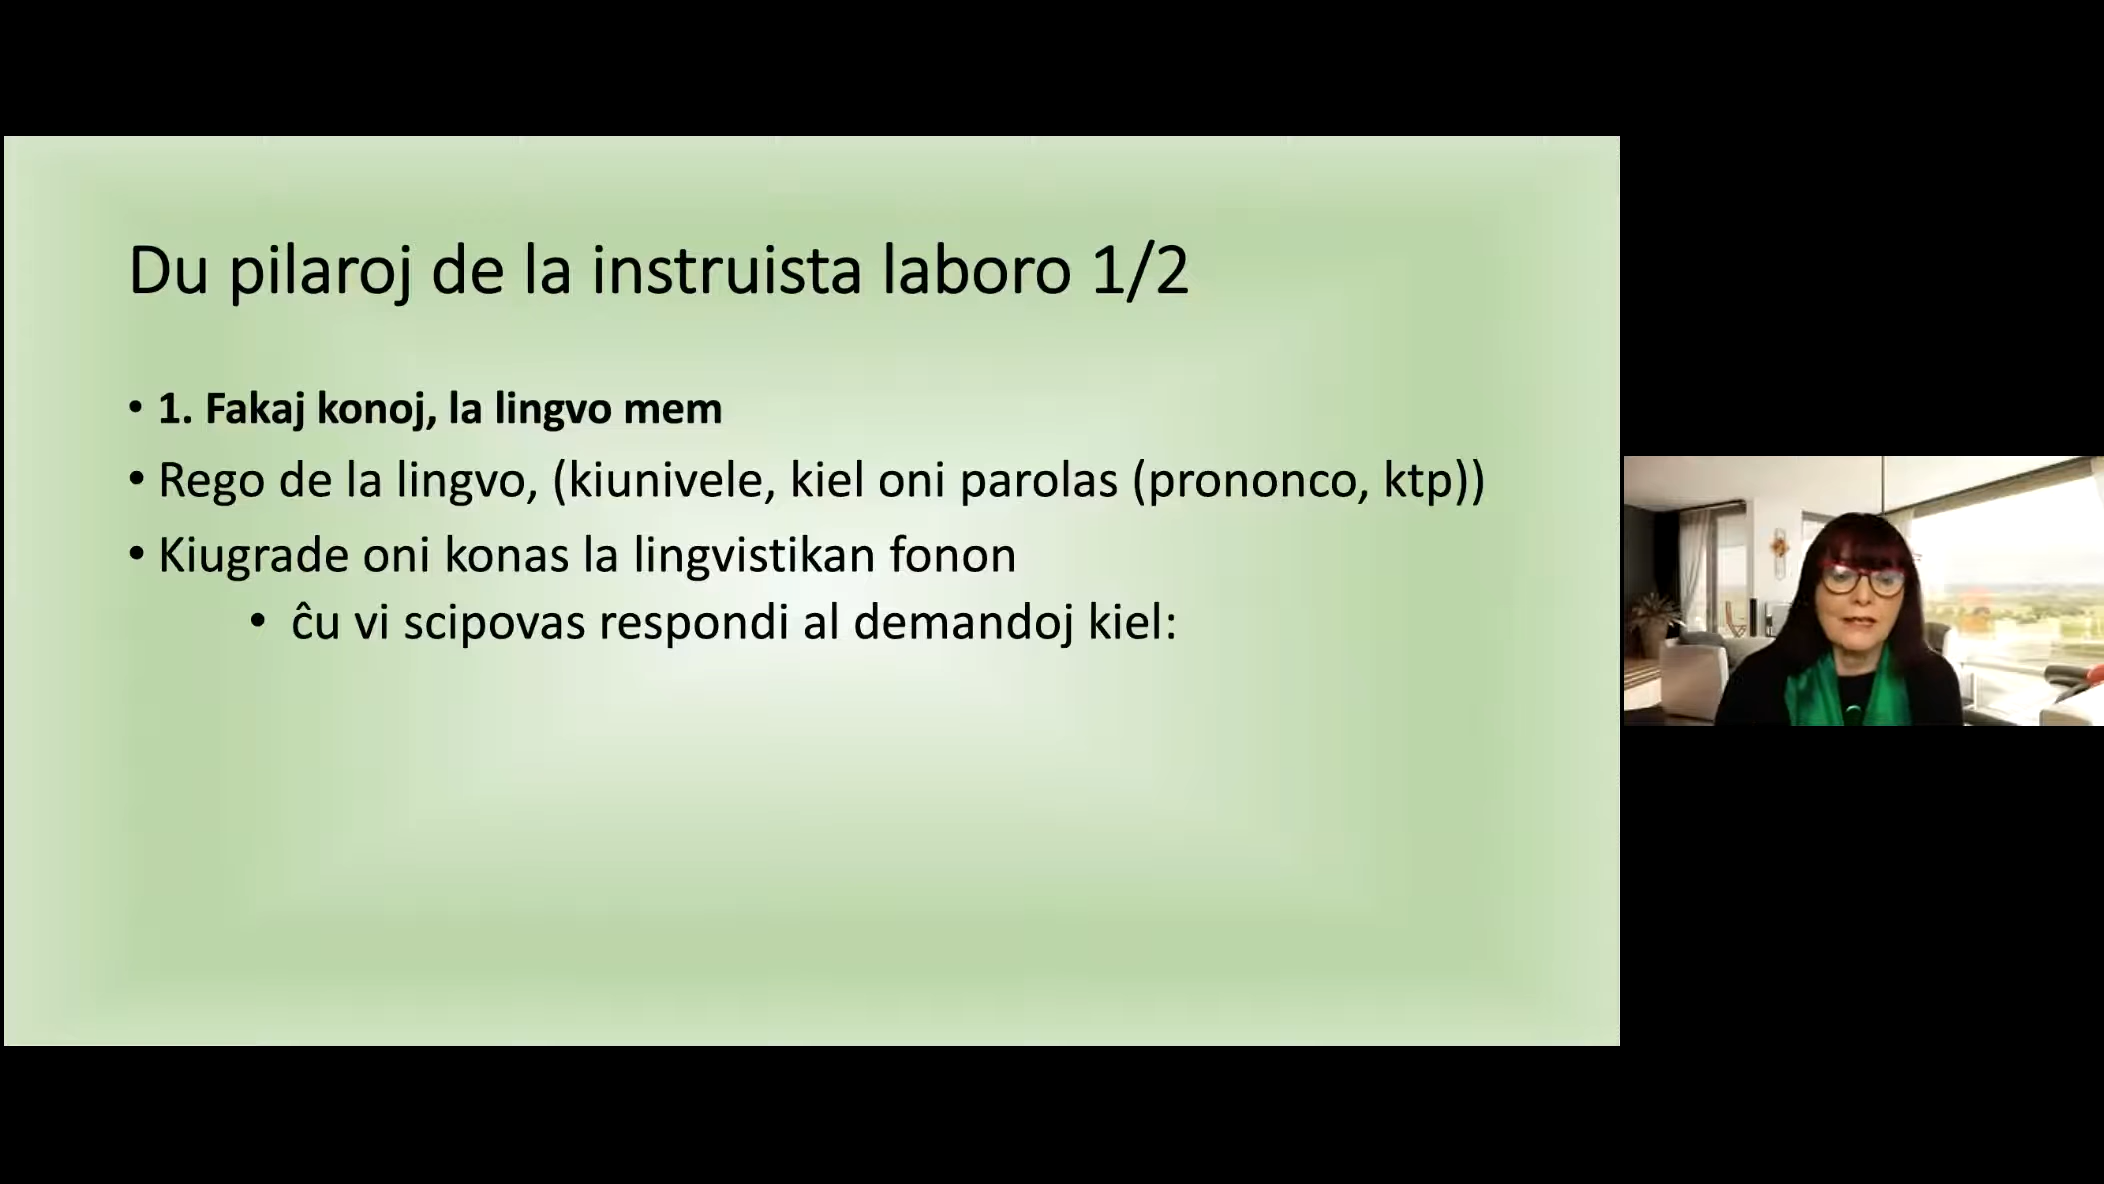 Du pilaroj de la instruista laboro 1/2
• 1. Fakaj konoj, la lingvo mem
• Rego de la lingvo, (kiunivele, kiel oni parolas (prononco, ktp))
• Kiugrade oni konas la lingvistikan fonon
• ĉu vi scipovas respondi al demandoj kiel: